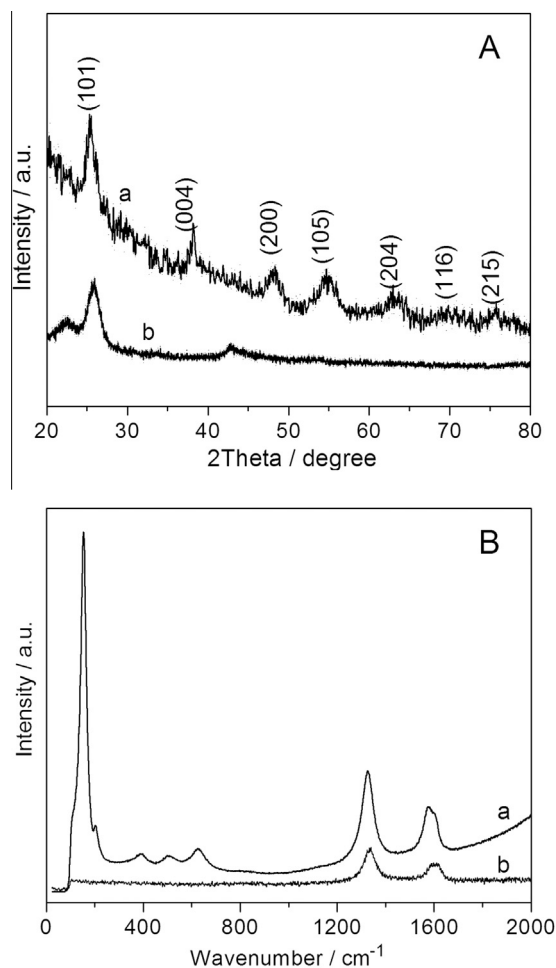 A
(101)
(004)
(200)
(105)
(204)
(116)
(215)
a
b
Intensity / a.u.
20 30 40 50 60 70 80
2Theta / degree
B
a
b
Intensity / a.u.
0 400 800 1200 1600 2000
Wavenumber / cm⁻¹